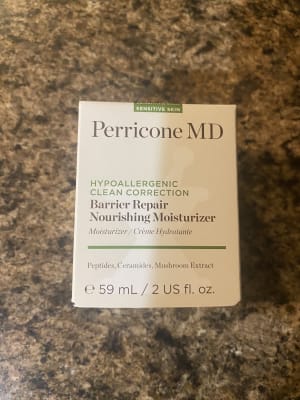 SENSITIVE SKIN
Perricone MD
HYPOALLERGENIC
CLEAN CORRECTION
Barrier Repair
Nourishing Moisturizer
Moisturizer / Crème Hydratante
Peptides, Ceramides, Mushroom Extract
℮ 59 mL / 2 US fl. oz.